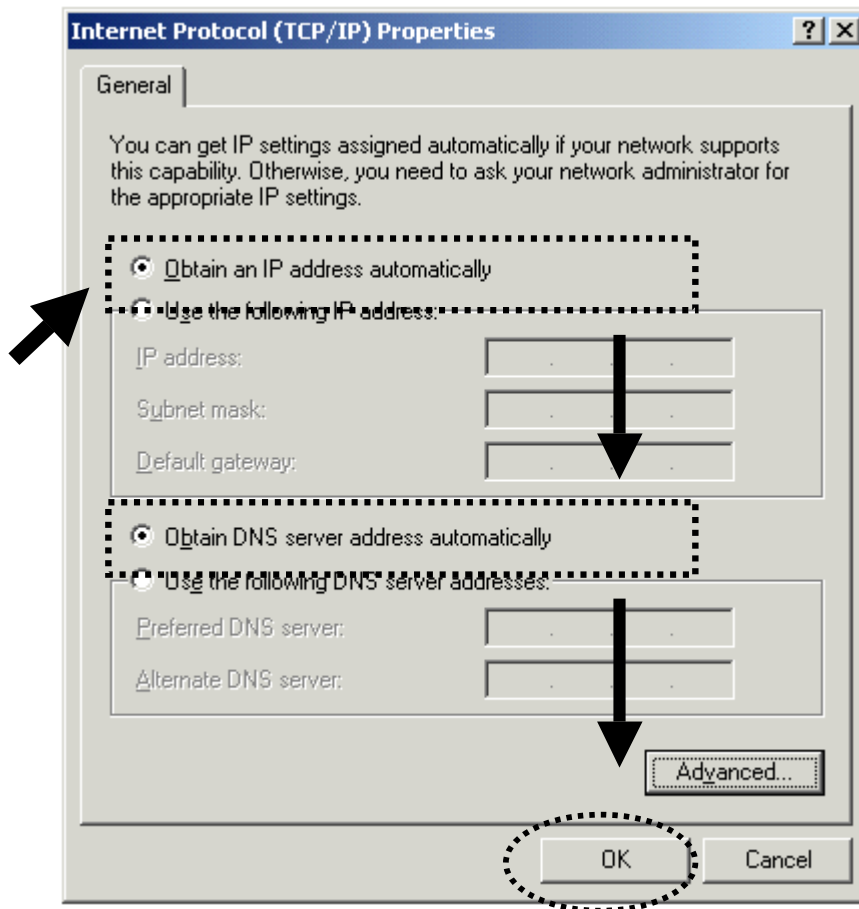 Internet Protocol (TCP/IP) Properties
General
You can get IP settings assigned automatically if your network supports
this capability. Otherwise, you need to ask your network administrator for
the appropriate IP settings.
Obtain an IP address automatically
Use the following IP address:
IP address:
Subnet mask:
Default gateway:
Obtain DNS server address automatically
Use the following DNS server addresses:
Preferred DNS server:
Alternate DNS server:
Advanced...
OK Cancel